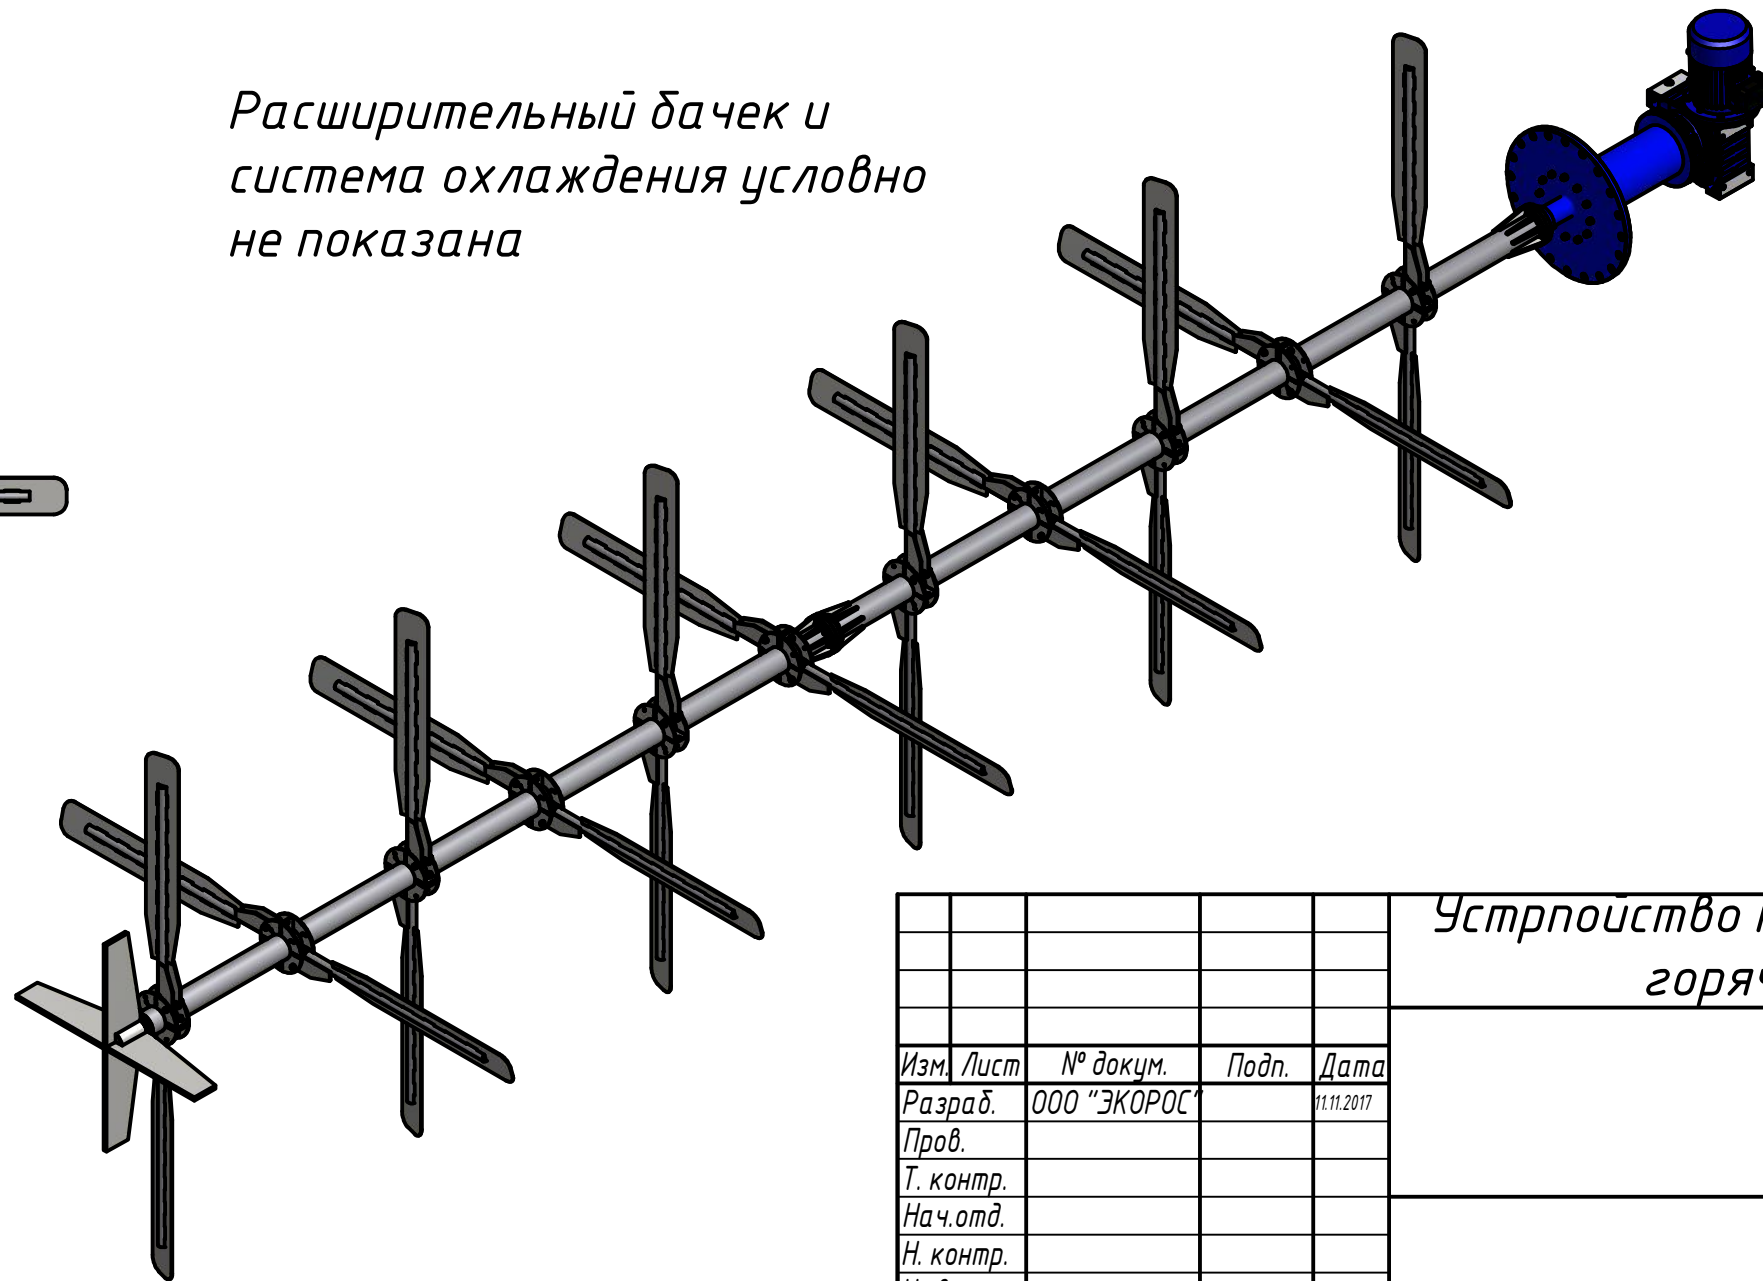 Расширительный бачек и
система охлаждения условно
не показана
Устрпойство
горяч
Изм. Лист № докум. Подп. Дата
Разраб. ООО "ЭКОРОС" 11.11.2017
Пров.
Т. контр.
Нач.отд.
Н. контр.